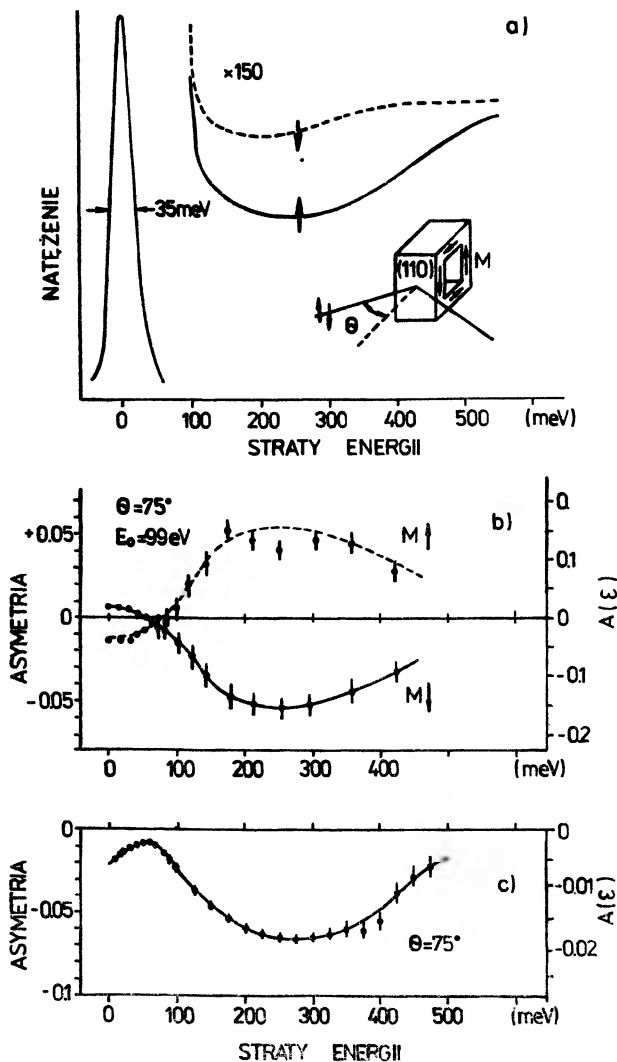 a)
×150
NATĘŻENIE
35meV
(110)
M
Θ
0 100 200 300 400 500 (meV)
STRATY ENERGII
b)
Θ=75°
E₀=99eV
ASYMETRIA
+0.05
0
-0.05
M
M
0.
0.1
0
-0.1
-0.2
A(ε)
0 100 200 300 400 (meV)
c)
ASYMETRIA
0
-0.05
-0.1
Θ=75°
0
-0.01
-0.02
A(ε)
0 100 200 300 400 500 (meV)
STRATY ENERGII